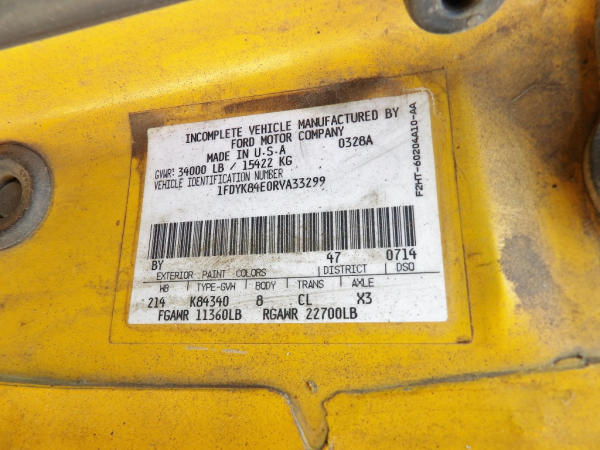 INCOMPLETE VEHICLE MANUFACTURED BY
FORD MOTOR COMPANY
MADE IN U.S.A 0328A
GVWR: 34000 LB / 15422 KG
VEHICLE IDENTIFICATION NUMBER
1FDYK84E0RVA33299
F2HT-60204A10-AA
BY 47 0714
EXTERIOR PAINT COLORS DISTRICT DSO
WB TYPE-GVW BODY TRANS AXLE
214 K84340 8 CL X3
FGAWR 11360LB RGAWR 22700LB